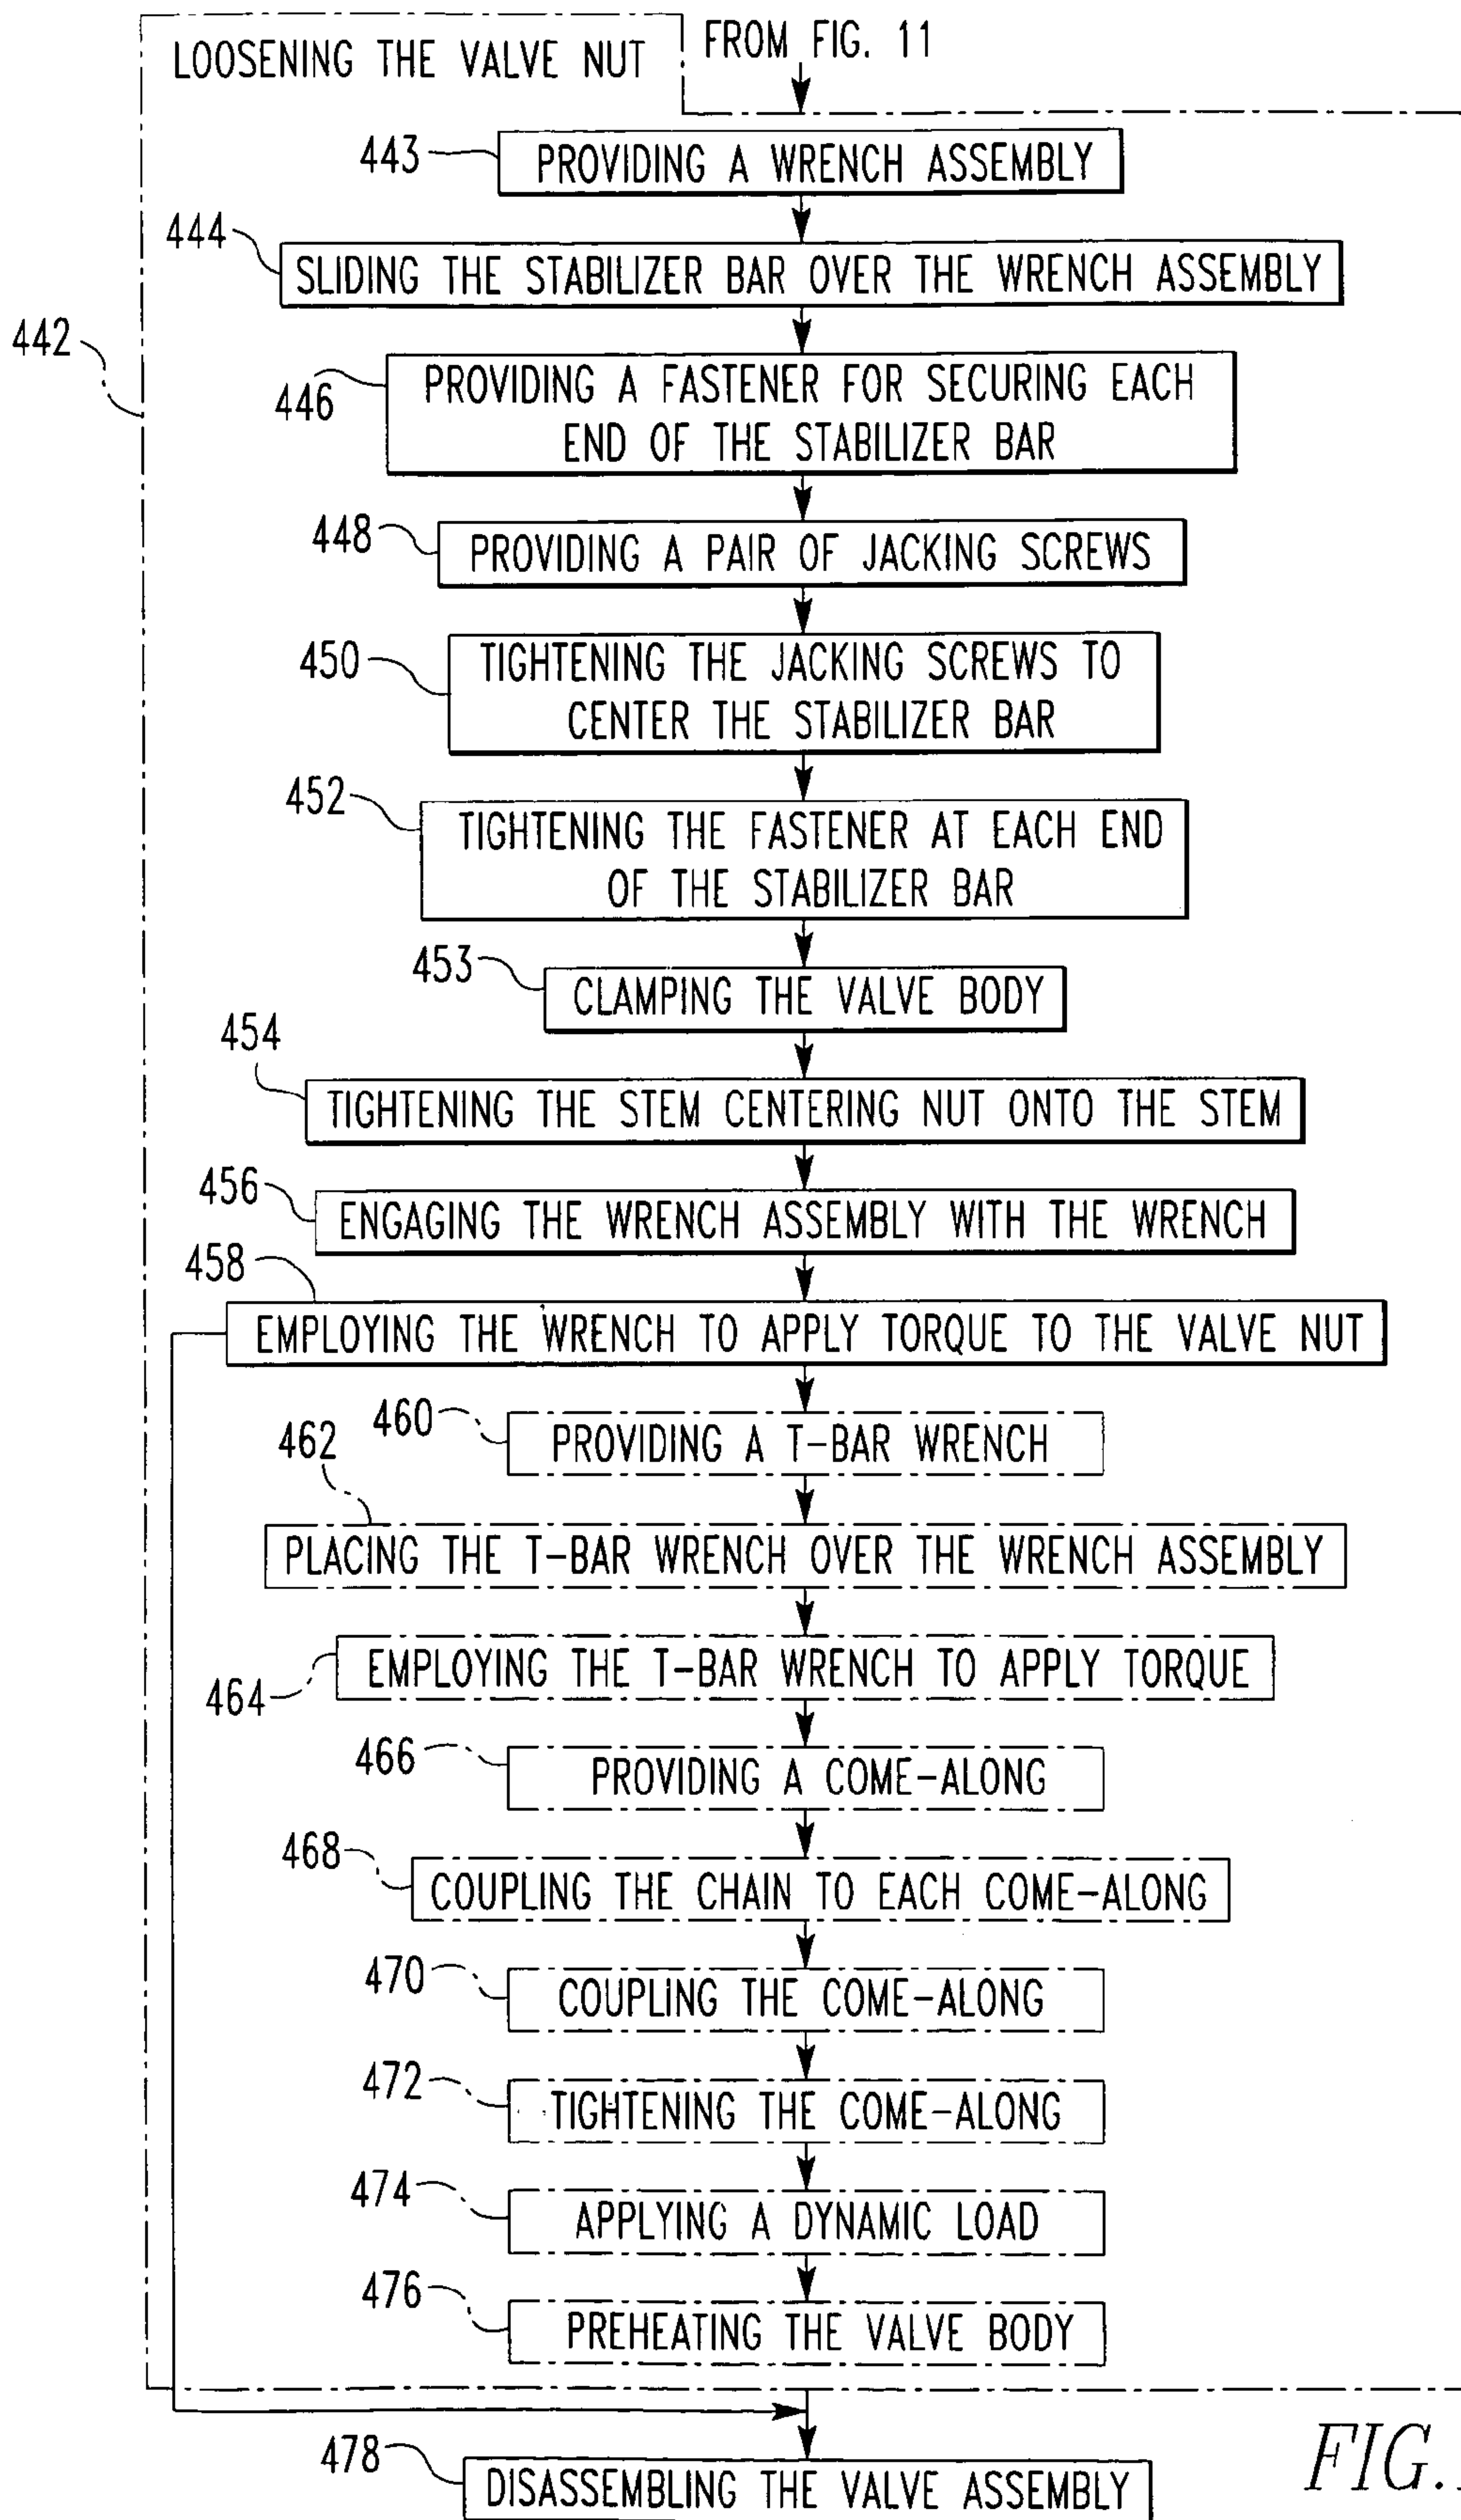 LOOSENING THE VALVE NUT
FROM FIG. 11
443
PROVIDING A WRENCH ASSEMBLY
444
SLIDING THE STABILIZER BAR OVER THE WRENCH ASSEMBLY
442
446
PROVIDING A FASTENER FOR SECURING EACH
END OF THE STABILIZER BAR
448
PROVIDING A PAIR OF JACKING SCREWS
450
TIGHTENING THE JACKING SCREWS TO
CENTER THE STABILIZER BAR
452
TIGHTENING THE FASTENER AT EACH END
OF THE STABILIZER BAR
453
CLAMPING THE VALVE BODY
454
TIGHTENING THE STEM CENTERING NUT ONTO THE STEM
456
ENGAGING THE WRENCH ASSEMBLY WITH THE WRENCH
458
EMPLOYING THE WRENCH TO APPLY TORQUE TO THE VALVE NUT
460
PROVIDING A T-BAR WRENCH
462
PLACING THE T-BAR WRENCH OVER THE WRENCH ASSEMBLY
464
EMPLOYING THE T-BAR WRENCH TO APPLY TORQUE
466
PROVIDING A COME-ALONG
468
COUPLING THE CHAIN TO EACH COME-ALONG
470
COUPLING THE COME-ALONG
472
TIGHTENING THE COME-ALONG
474
APPLYING A DYNAMIC LOAD
476
PREHEATING THE VALVE BODY
478
DISASSEMBLING THE VALVE ASSEMBLY
FIG.